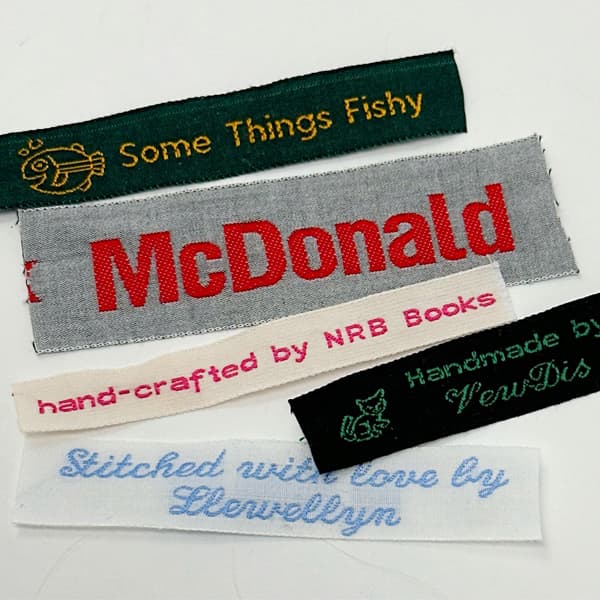 Some Things Fishy
McDonald
hand-crafted by NRB Books
Handmade by
VewDis
Stitched with love by
Llewellyn